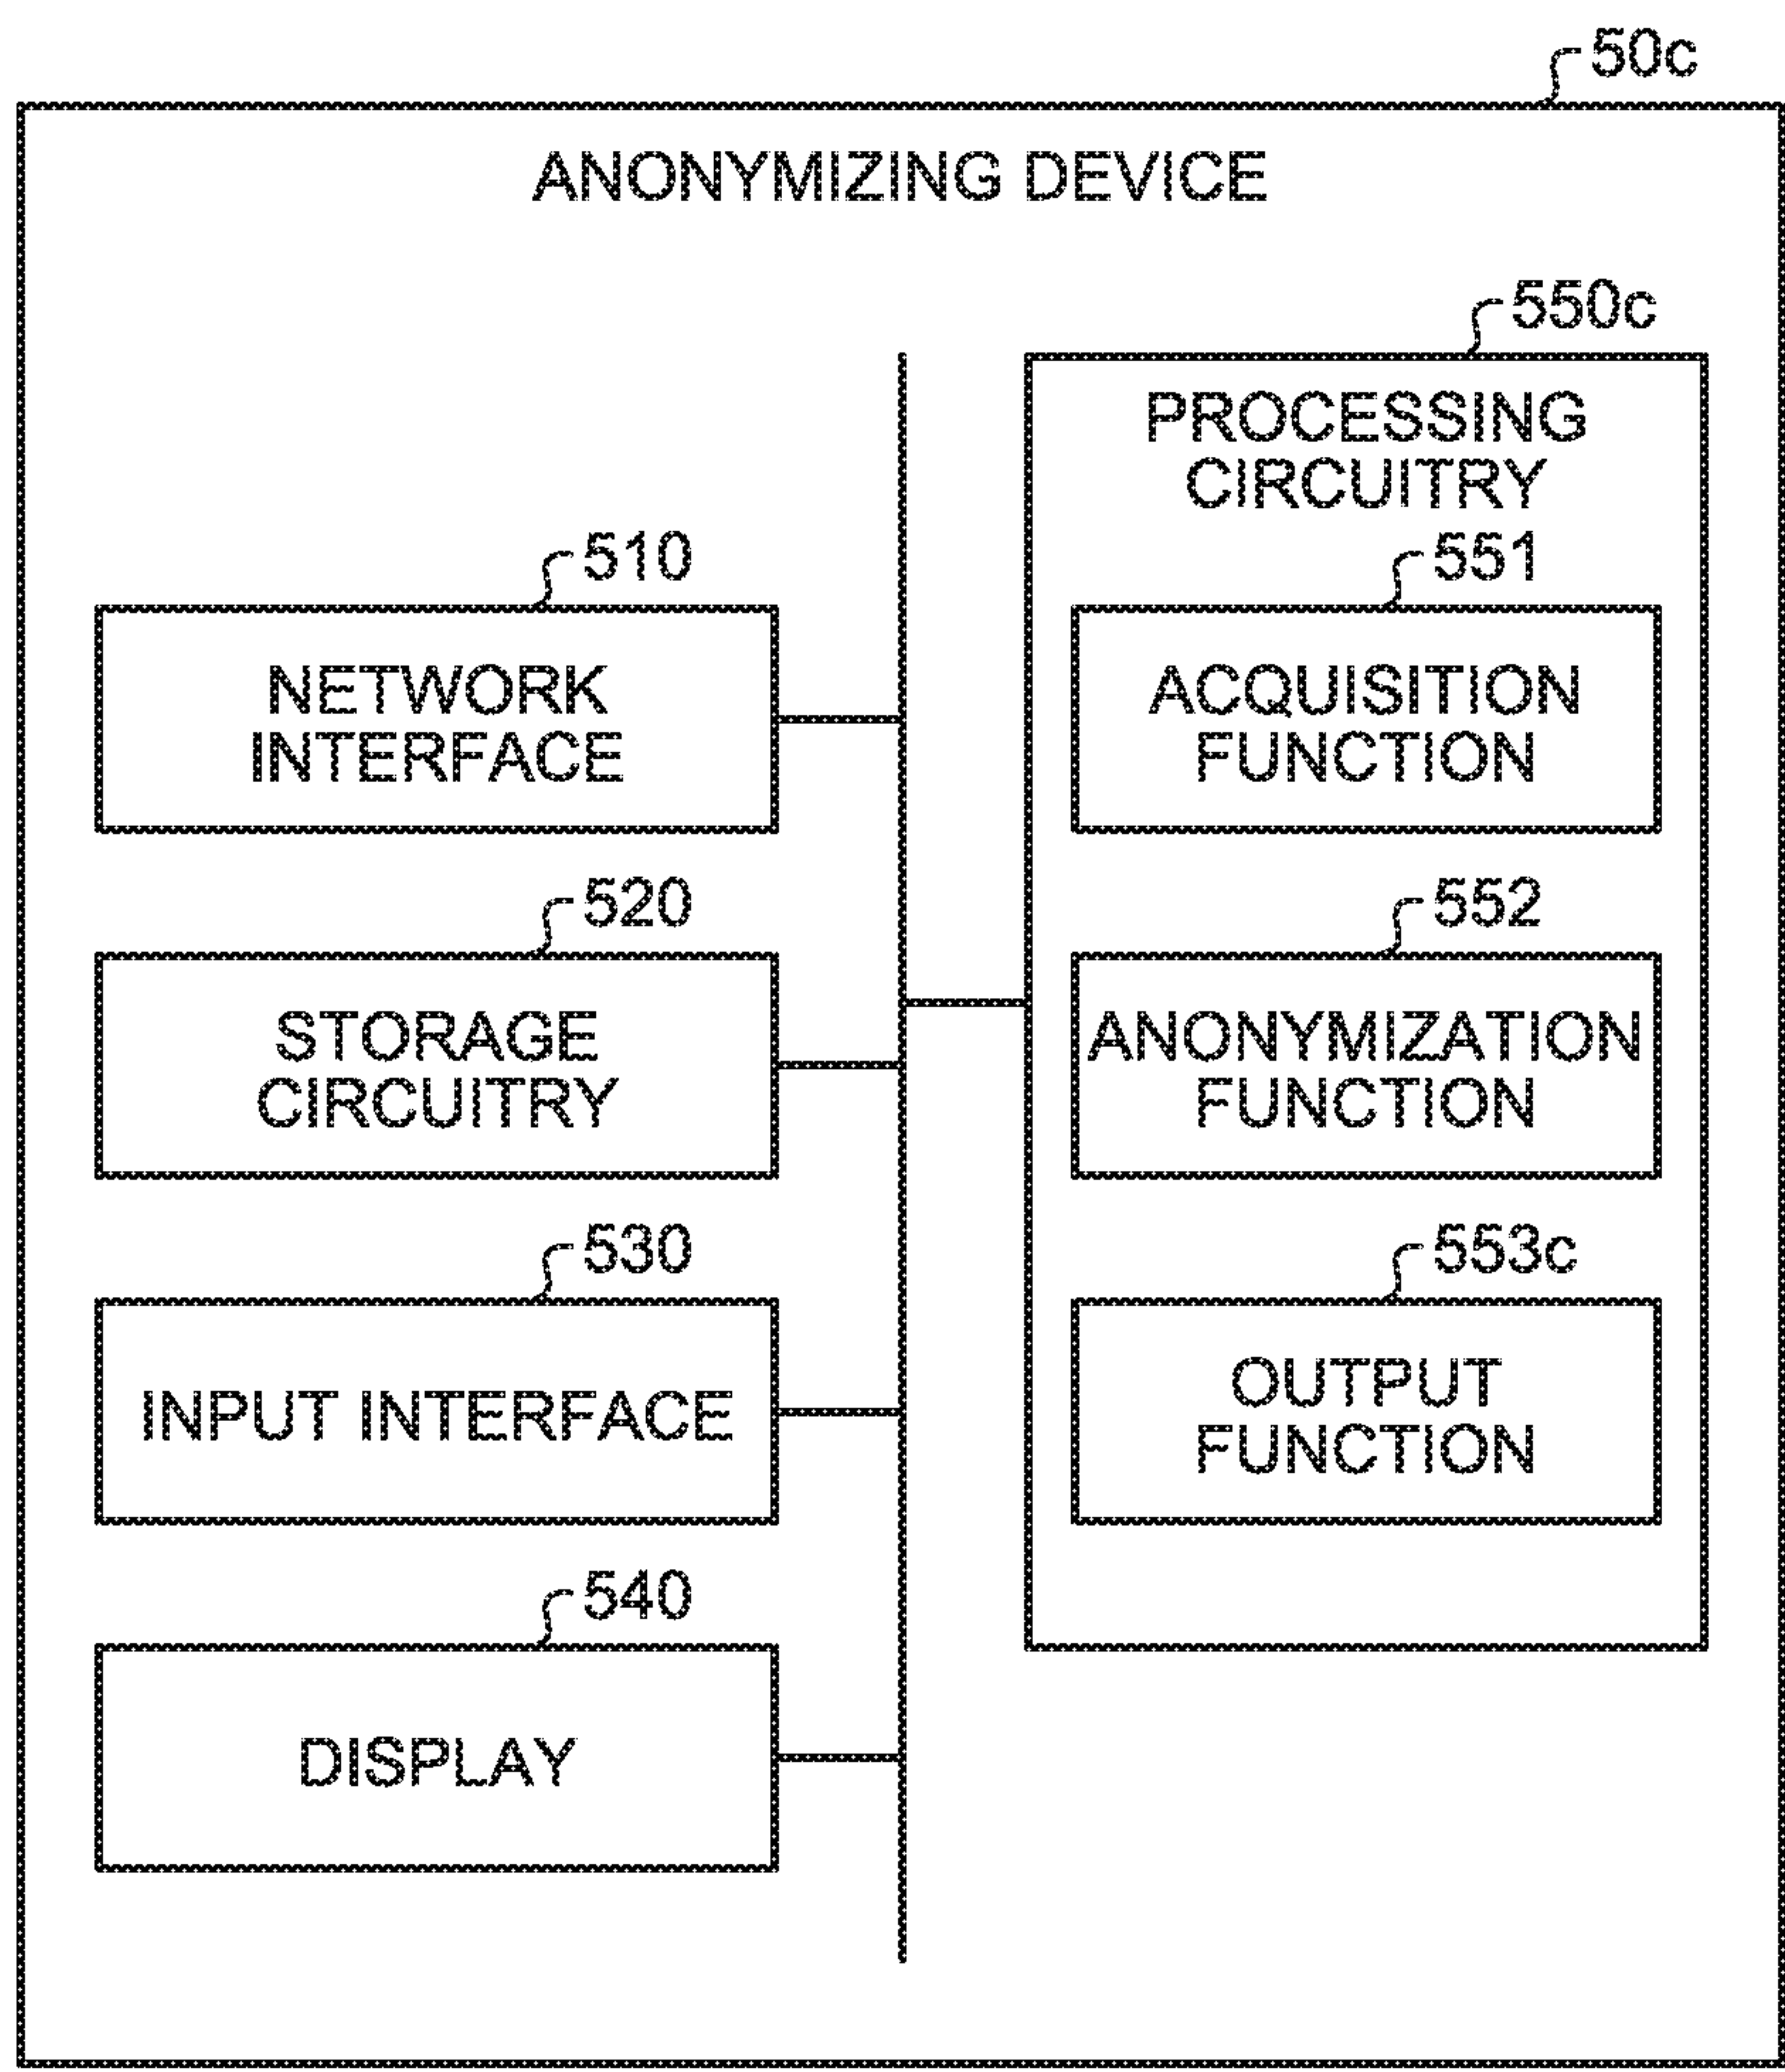 50c
ANONYMIZING DEVICE
550c
PROCESSING
CIRCUITRY
510
NETWORK
INTERFACE
520
STORAGE
CIRCUITRY
530
INPUT INTERFACE
540
DISPLAY
551
ACQUISITION
FUNCTION
552
ANONYMIZATION
FUNCTION
553c
OUTPUT
FUNCTION